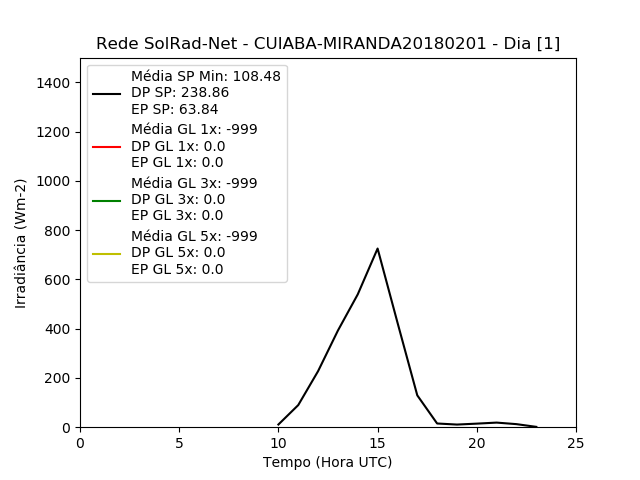 Rede SolRad-Net - CUIABA-MIRANDA20180201 - Dia [1]
Média SP Min: 108.48
DP SP: 238.86
EP SP: 63.84
Média GL 1x: -999
DP GL 1x: 0.0
EP GL 1x: 0.0
Média GL 3x: -999
DP GL 3x: 0.0
EP GL 3x: 0.0
Média GL 5x: -999
DP GL 5x: 0.0
EP GL 5x: 0.0
Irradiância (Wm-2)
1400
1200
1000
800
600
400
200
0
0 5 10 15 20 25
Tempo (Hora UTC)